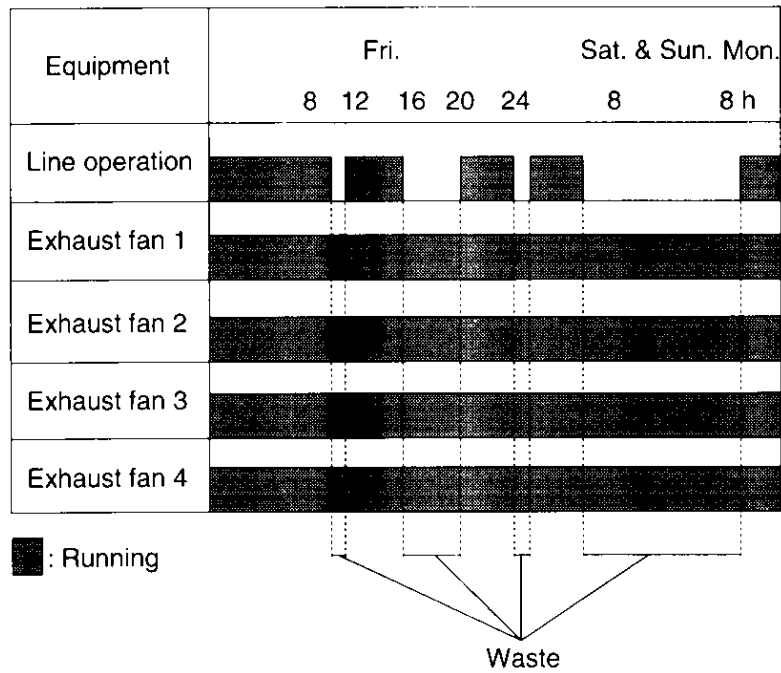 Equipment
Fri.
Sat. & Sun. Mon.
8 12 16 20 24 8 8 h
Line operation
Exhaust fan 1
Exhaust fan 2
Exhaust fan 3
Exhaust fan 4
: Running
Waste